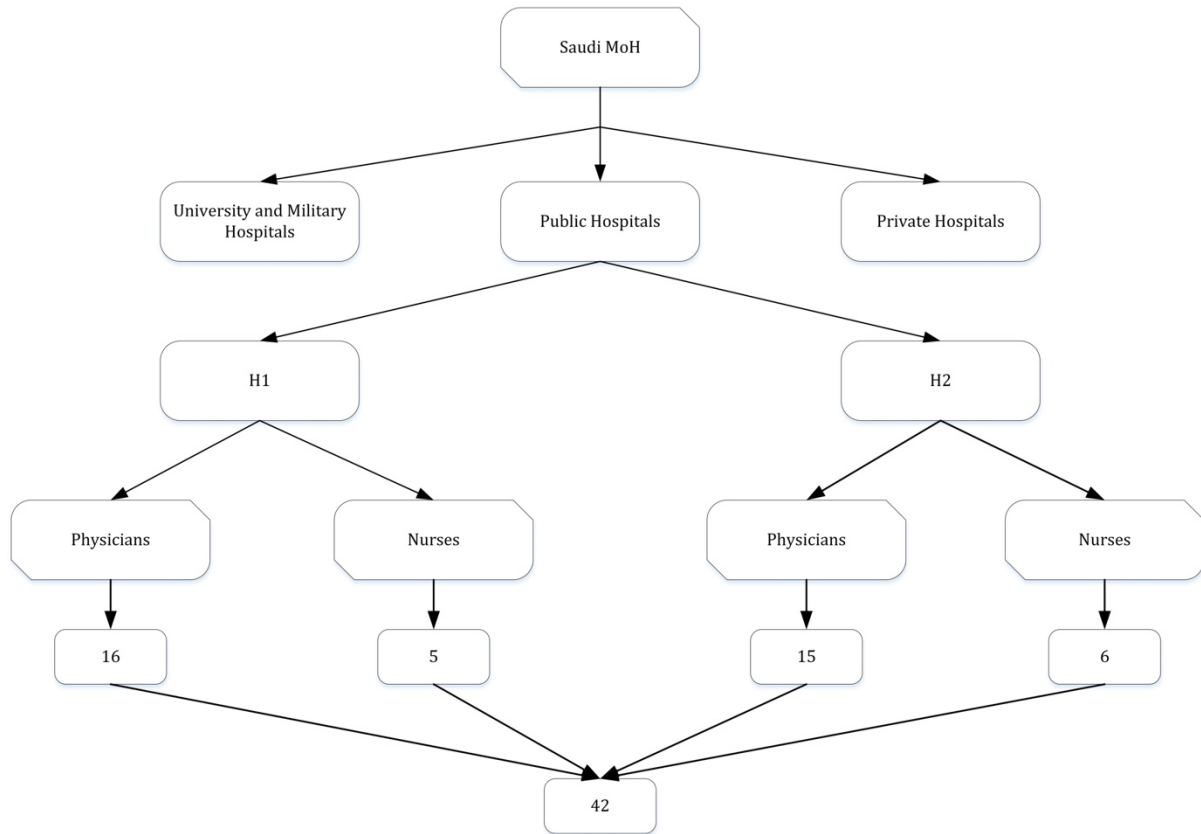 Saudi MoH
University and Military
Hospitals
Public Hospitals
Private Hospitals
H1
H2
Physicians
Nurses
Physicians
Nurses
16
5
15
6
42